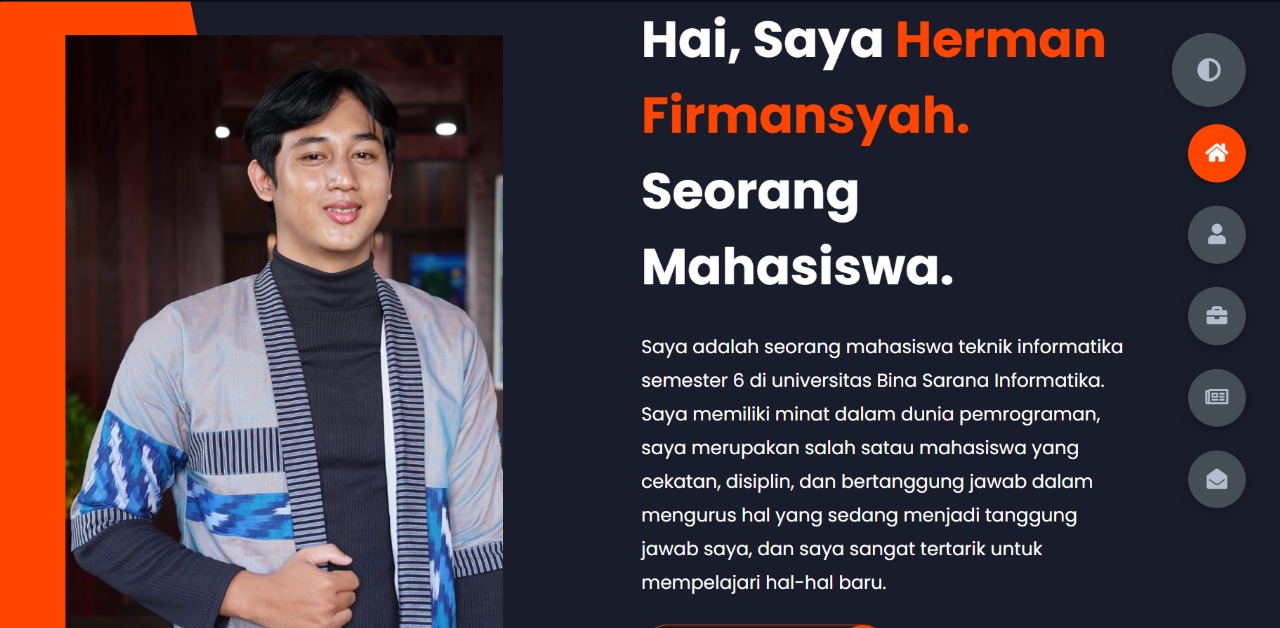 Hai, Saya Herman
Firmansyah.
Seorang
Mahasiswa.
Saya adalah seorang mahasiswa teknik informatika
semester 6 di universitas Bina Sarana Informatika.
Saya memiliki minat dalam dunia pemrograman,
saya merupakan salah satau mahasiswa yang
cekatan, disiplin, dan bertanggung jawab dalam
mengurus hal yang sedang menjadi tanggung
jawab saya, dan saya sangat tertarik untuk
mempelajari hal-hal baru.